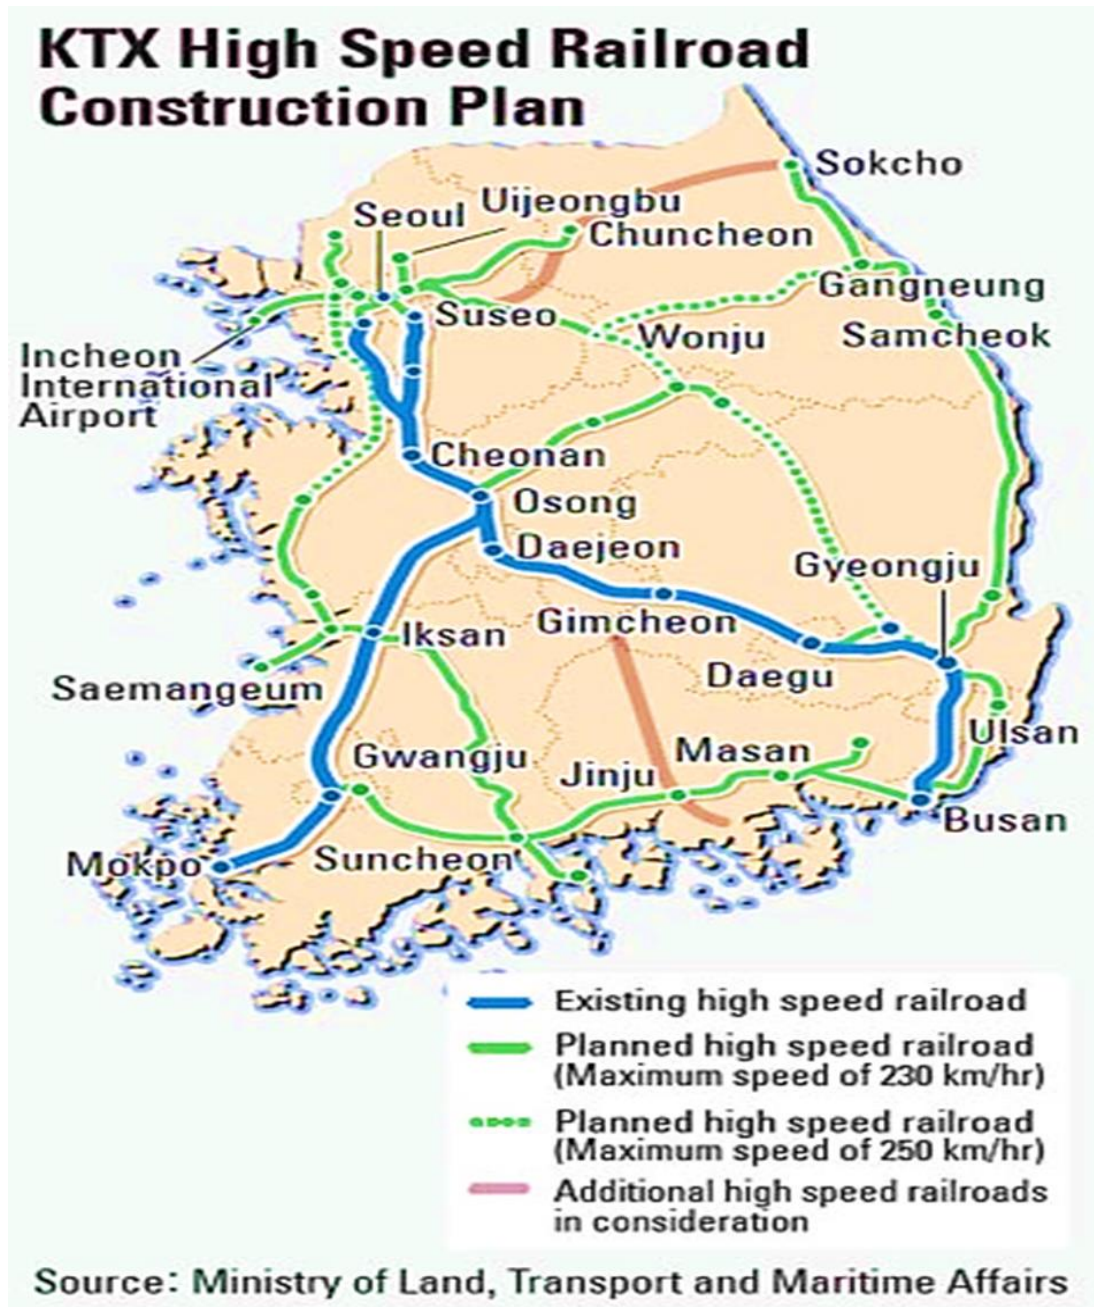 KTX High Speed Railroad
Construction Plan
Sokcho
Uijeongbu
Seoul
Chuncheon
Gangneung
Suseo
Wonju
Samcheok
Incheon
International
Airport
Cheonan
Osong
Daejeon
Gyeongju
Gimcheon
Iksan
Daegu
Saemangeum
Ulsan
Masan
Gwangju
Jinju
Busan
Suncheon
Mokpo
Existing high speed railroad
Planned high speed railroad
(Maximum speed of 230 km/hr)
Planned high speed railroad
(Maximum speed of 250 km/hr)
Additional high speed railroads
in consideration
Source: Ministry of Land, Transport and Maritime Affairs